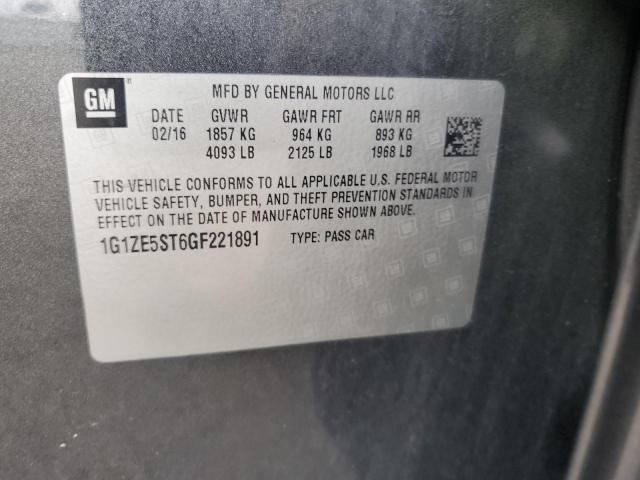 GM
MFD BY GENERAL MOTORS LLC
DATE GVWR GAWR FRT GAWR RR
02/16 1857 KG 964 KG 893 KG
4093 LB 2125 LB 1968 LB
THIS VEHICLE CONFORMS TO ALL APPLICABLE U.S. FEDERAL MOTOR
VEHICLE SAFETY, BUMPER, AND THEFT PREVENTION STANDARDS IN
EFFECT ON THE DATE OF MANUFACTURE SHOWN ABOVE.
1G1ZE5ST6GF221891 TYPE: PASS CAR